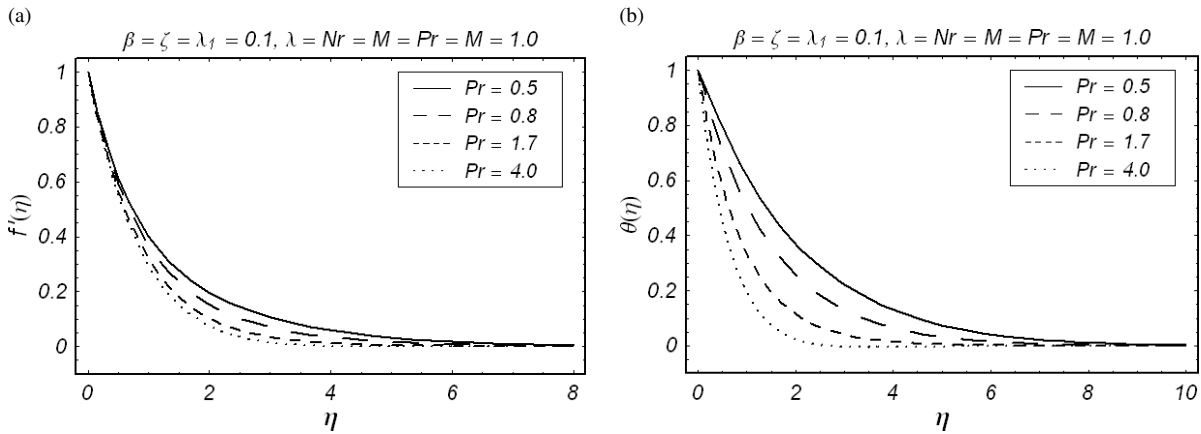 (a)
β = ζ = λ₁ = 0.1, λ = Nr = M = Pr = M = 1.0
Pr = 0.5
Pr = 0.8
Pr = 1.7
Pr = 4.0
f'(η)
1
0.8
0.6
0.4
0.2
0
0 2 4 6 8
η
(b)
β = ζ = λ₁ = 0.1, λ = Nr = M = Pr = M = 1.0
Pr = 0.5
Pr = 0.8
Pr = 1.7
Pr = 4.0
θ(η)
1
0.8
0.6
0.4
0.2
0
0 2 4 6 8 10
η